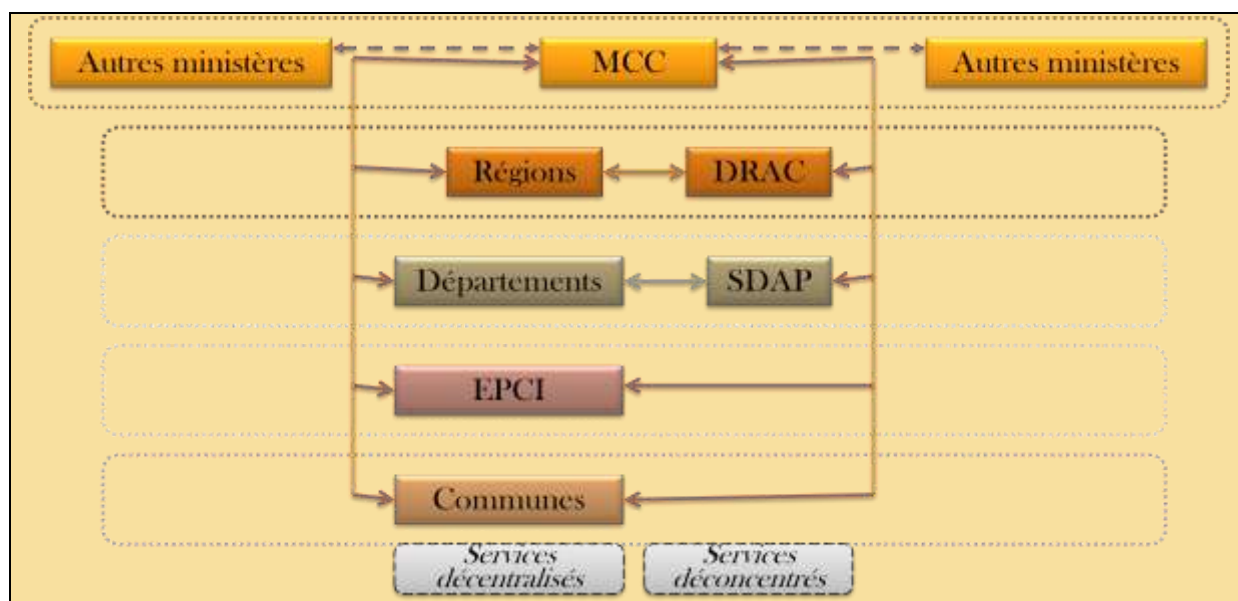 Autres ministères
MCC
Autres ministères
Régions
DRAC
Départements
SDAP
EPCI
Communes
Services
décentralisés
Services
déconcentrés